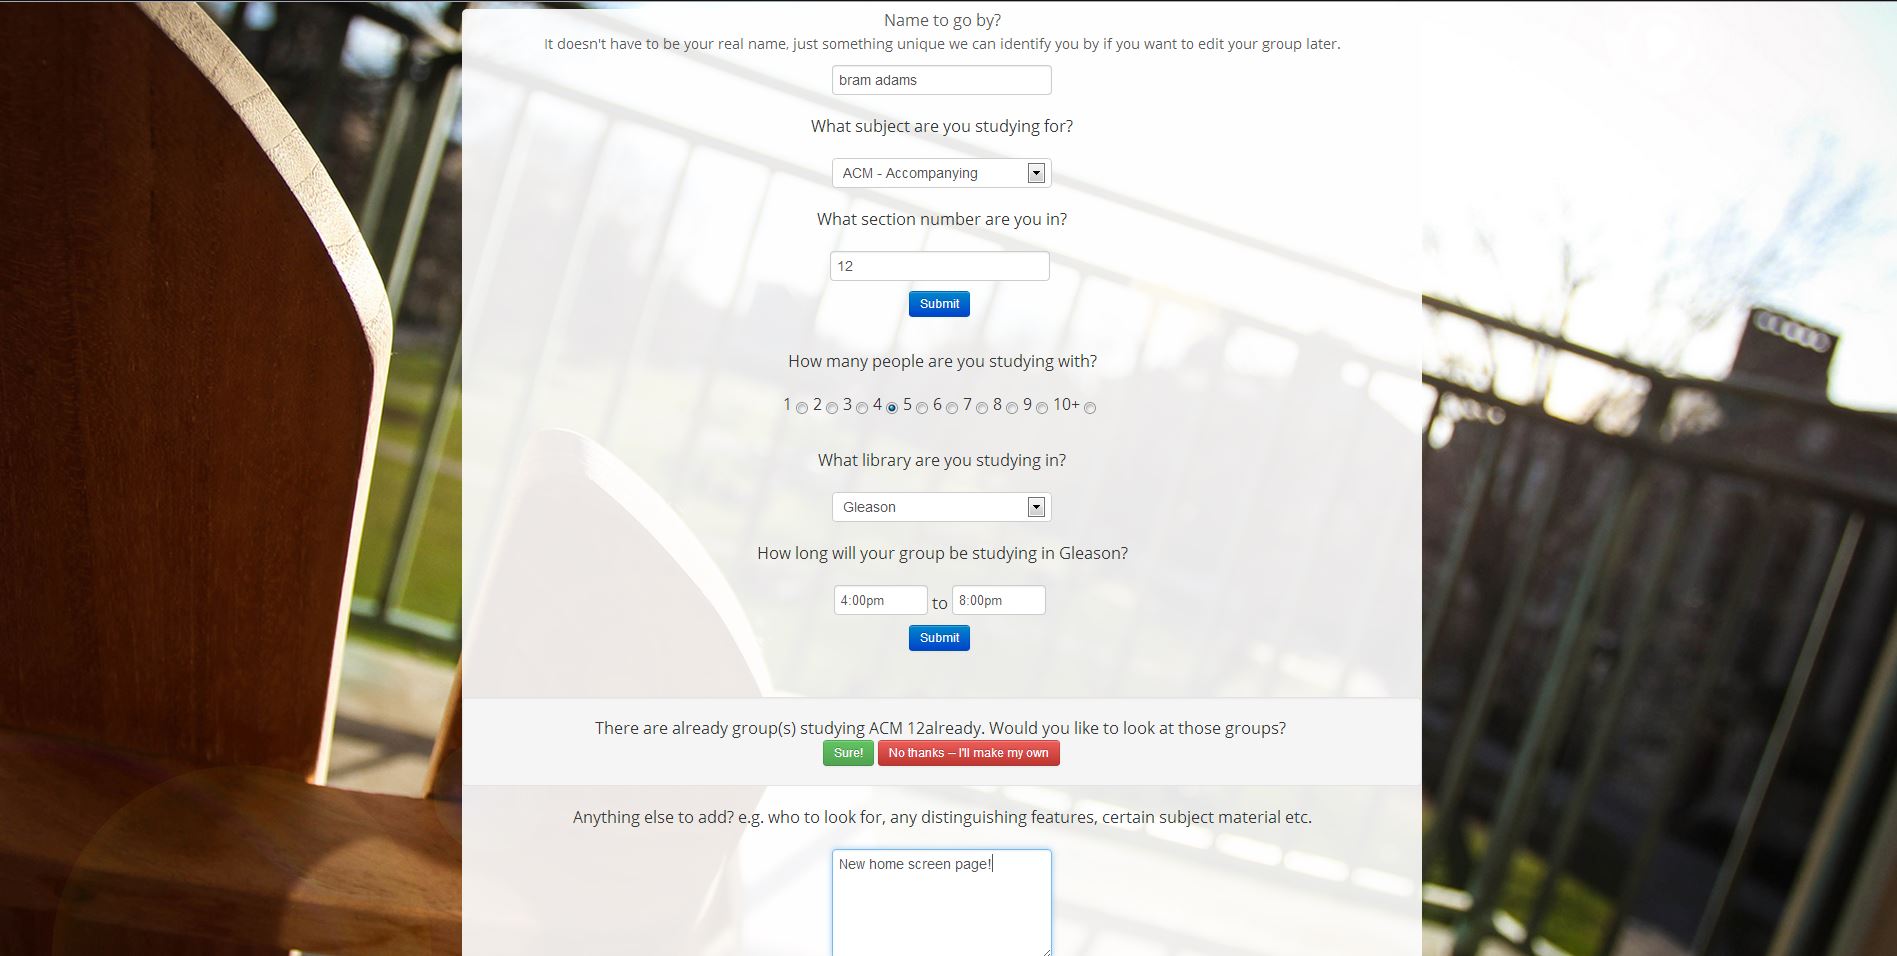 Name to go by?
It doesn't have to be your real name, just something unique we can identify you by if you want to edit your group later.
bram adams
What subject are you studying for?
ACM - Accompanying
What section number are you in?
12
Submit
How many people are you studying with?
1 2 3 4 5 6 7 8 9 10+
What library are you studying in?
Gleason
How long will your group be studying in Gleason?
4:00pm to 8:00pm
Submit
There are already group(s) studying ACM 12already. Would you like to look at those groups?
Sure! No thanks -- I'll make my own
Anything else to add? e.g. who to look for, any distinguishing features, certain subject material etc.
New home screen page!